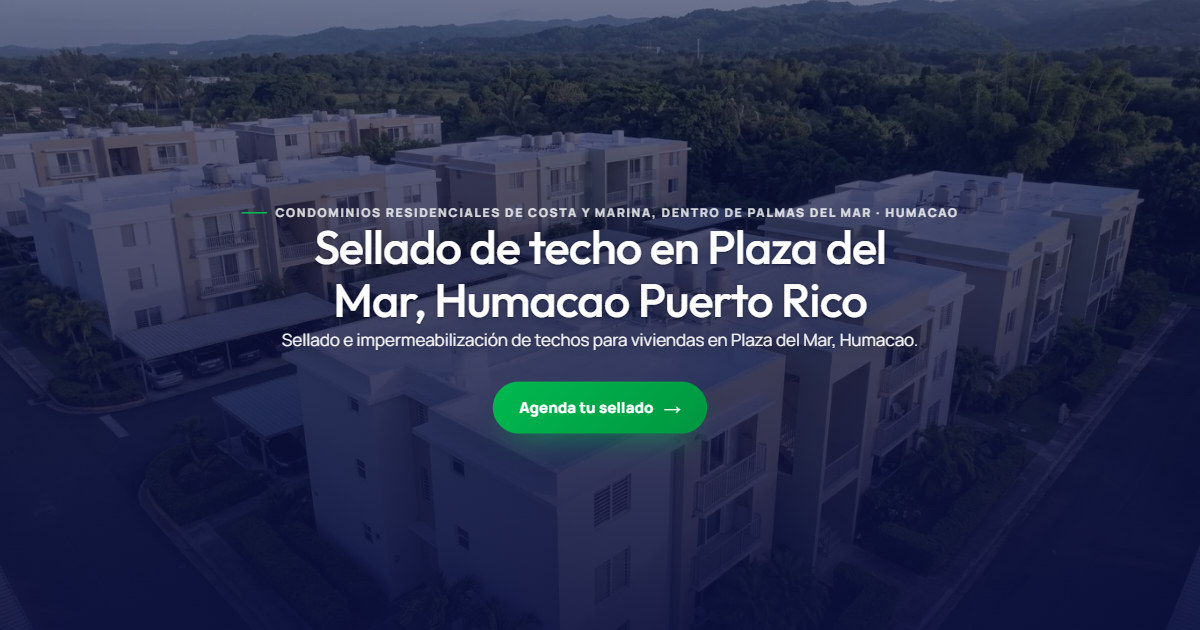 CONDOMINIOS RESIDENCIALES DE COSTA Y MARINA, DENTRO DE PALMAS DEL MAR · HUMACAO
Sellado de techo en Plaza del
Mar, Humacao Puerto Rico
Sellado e impermeabilización de techos para viviendas en Plaza del Mar, Humacao.
Agenda tu sellado →